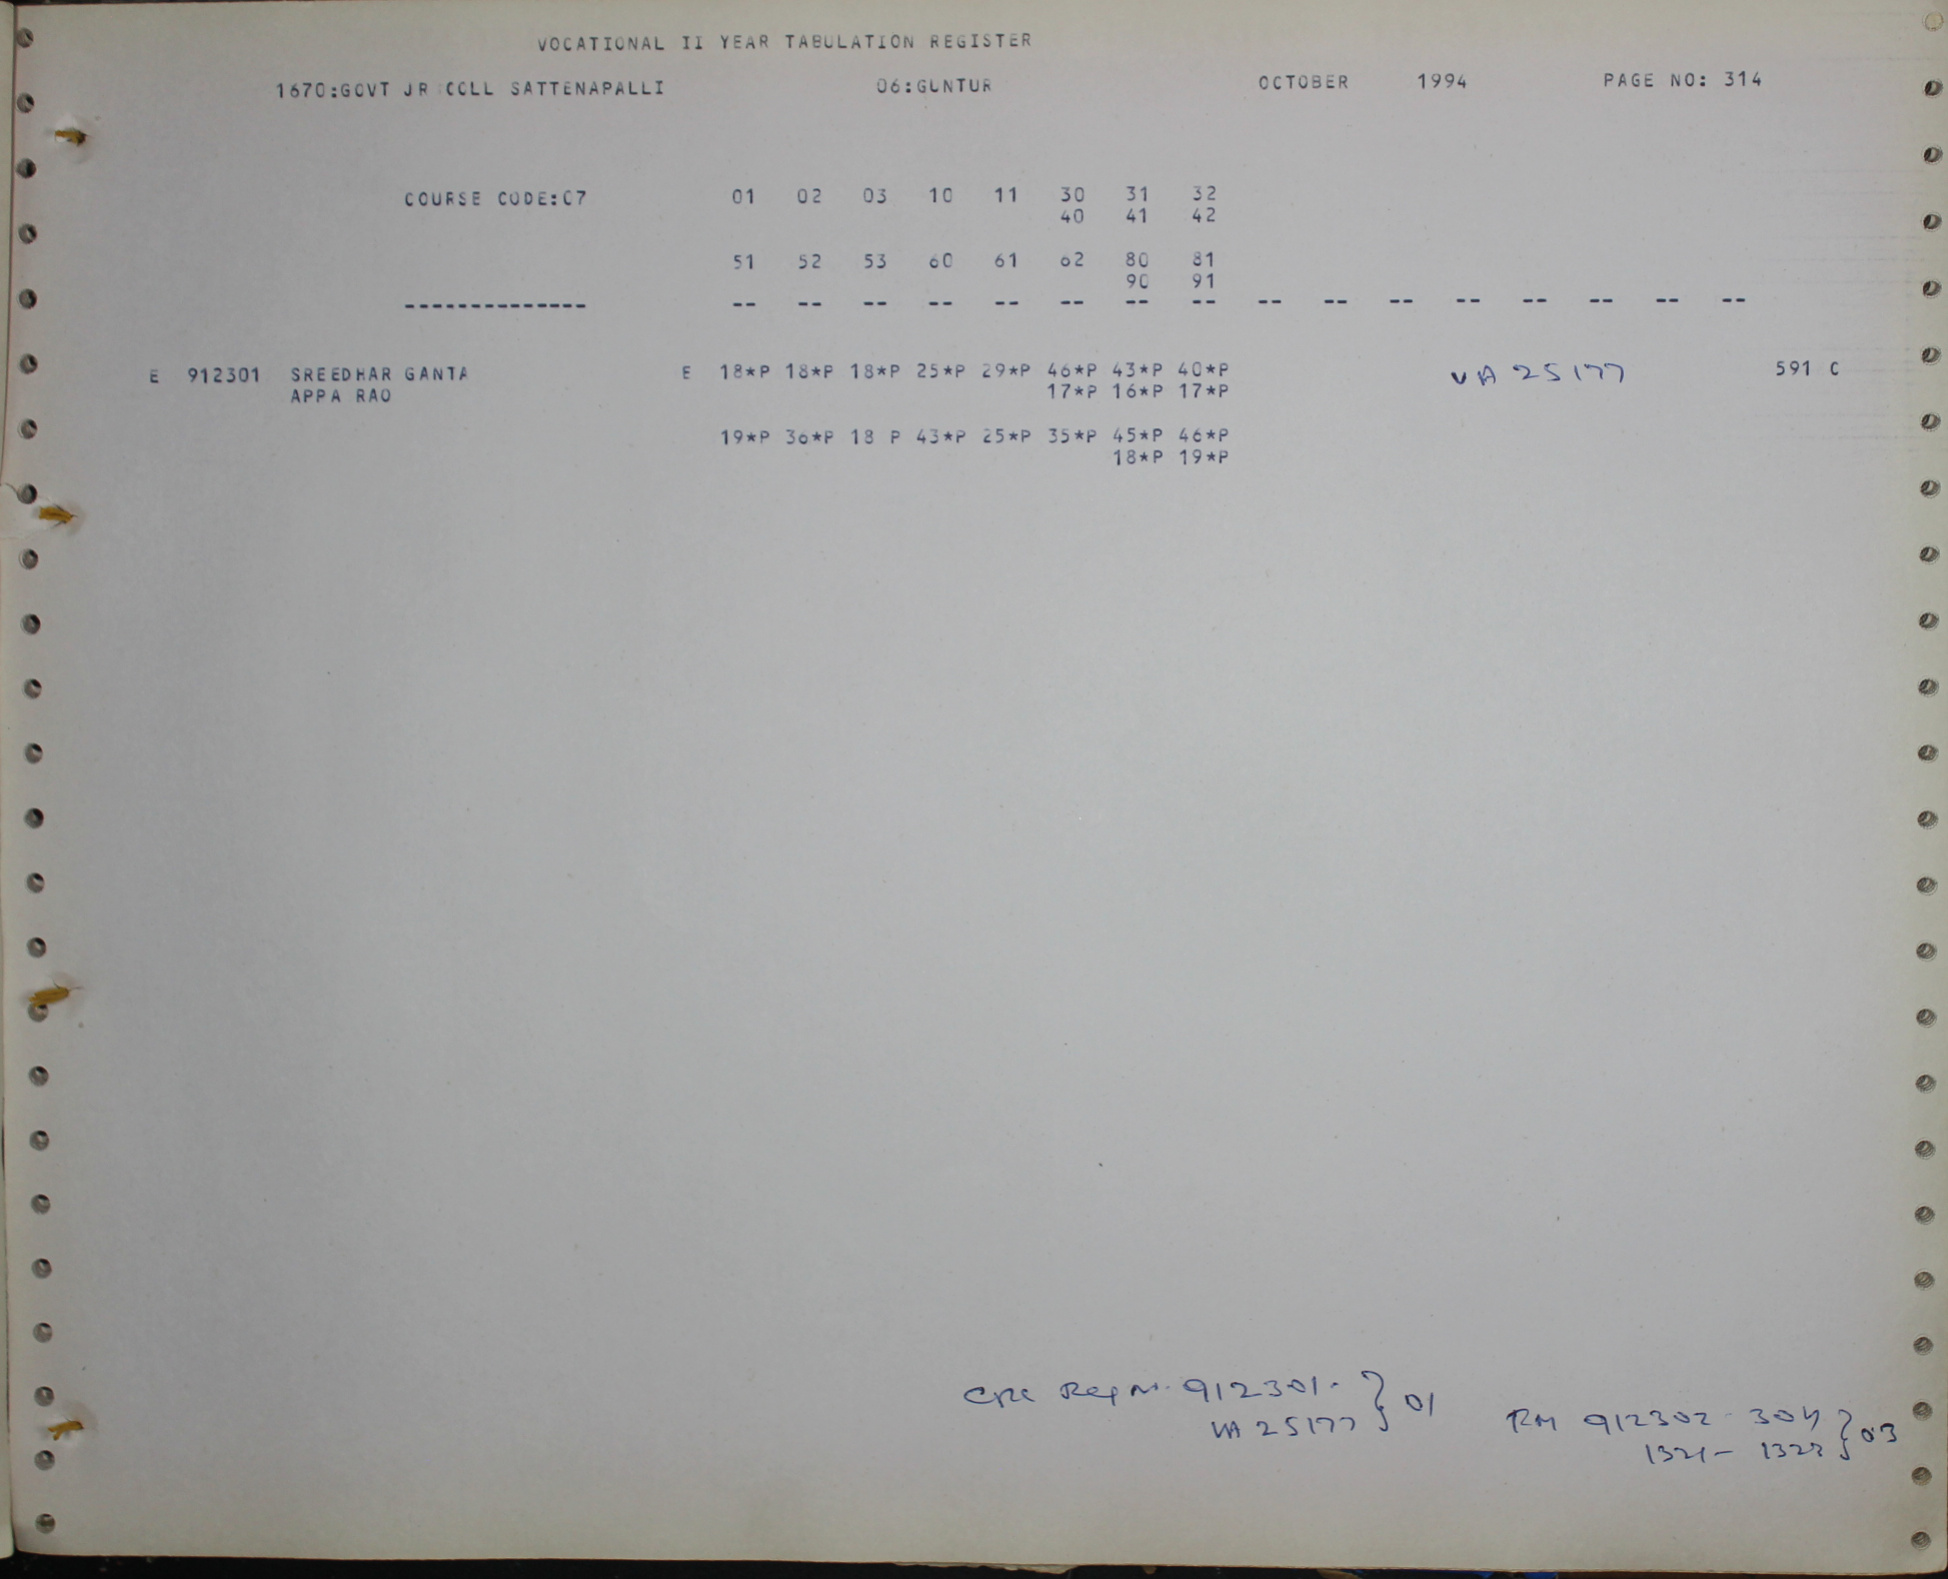 VOCATIONAL II YEAR TABULATION REGISTER
1670:GOVT JR COLL SATTENAPALLI 06:GUNTUR OCTOBER 1994 PAGE NO: 314
COURSE CODE:C7 01 02 03 10 11 30 31 32
40 41 42
51 52 53 60 61 62 80 81
90 91
-------------- -- -- -- -- -- -- -- -- -- -- -- -- -- -- -- --
E 912301 SREEDHAR GANTA E 18*P 18*P 18*P 25*P 29*P 46*P 43*P 40*P VA 25177 591 C
APPA RAO 17*P 16*P 17*P
19*P 36*P 18 P 43*P 25*P 35*P 45*P 46*P
18*P 19*P
912301- } 01
VA 25177
RM 912302-304 } 03
1321-1323